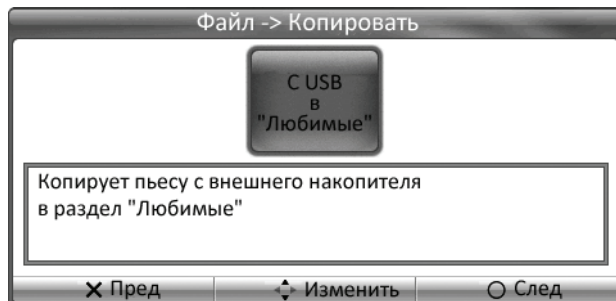 Файл -> Копировать
С USB
в
"Любимые"
Копирует пьесу с внешнего накопителя
в раздел "Любимые"
Пред
Изменить
След